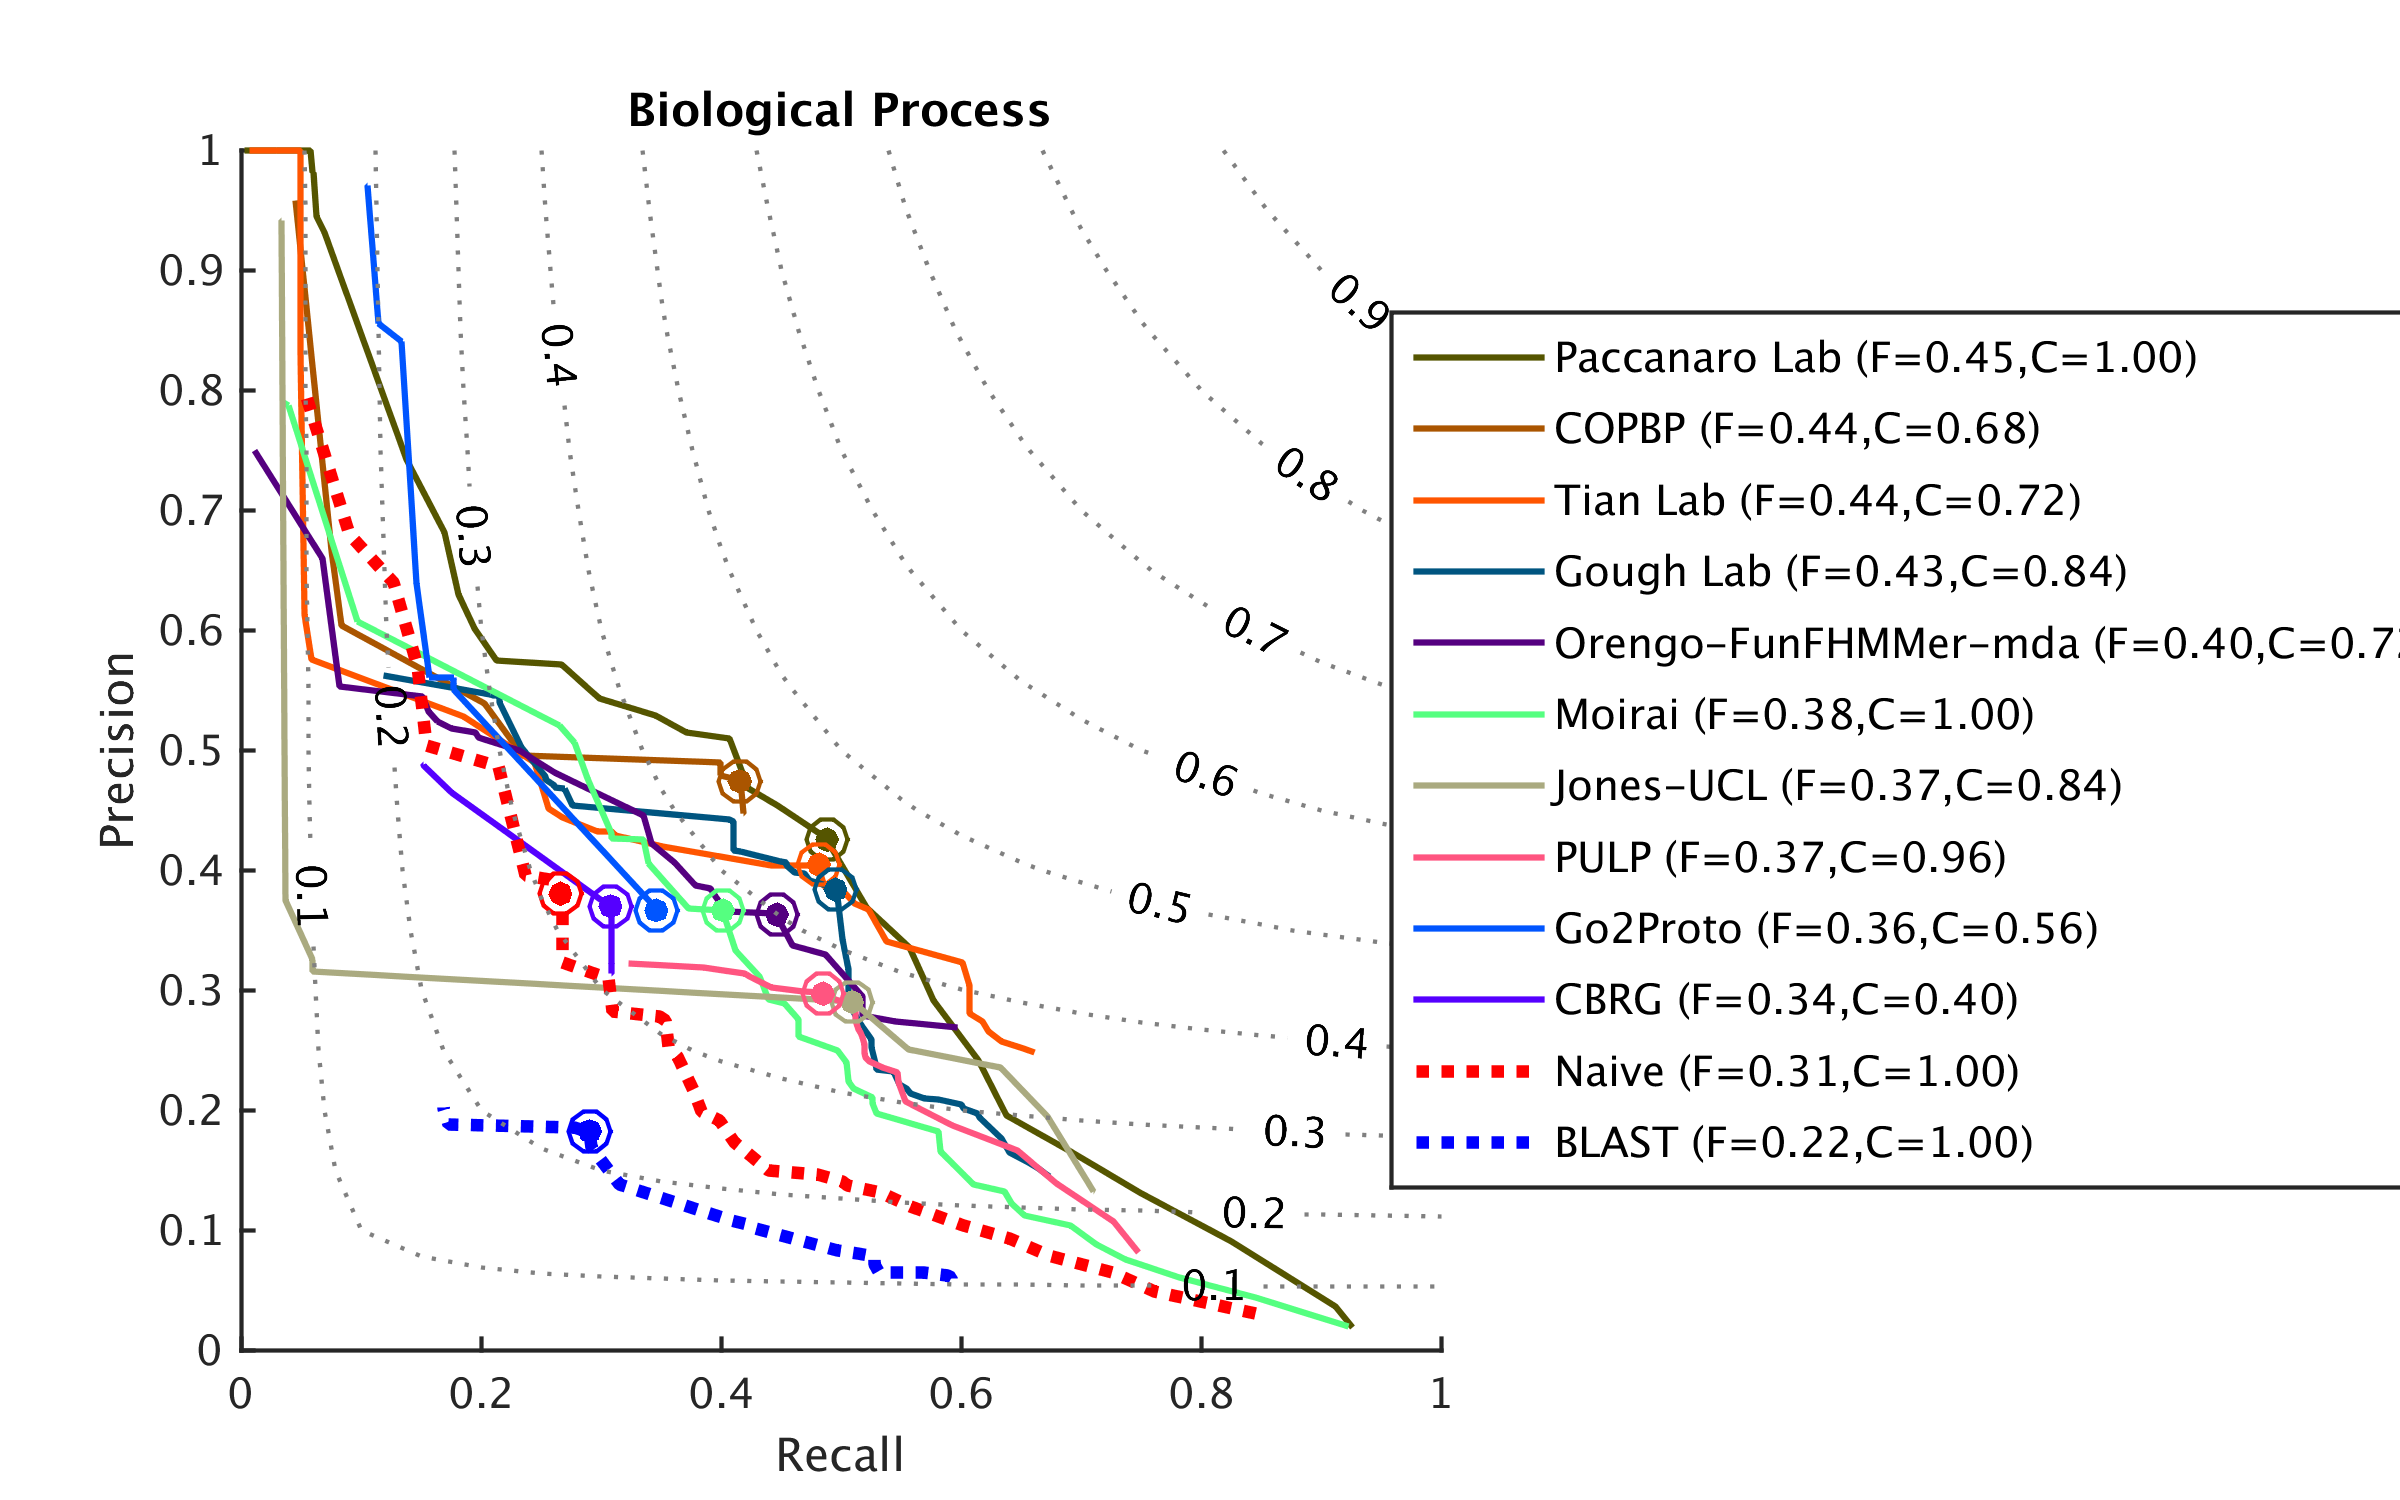 Biological Process
Precision
1
0.9
0.8
0.7
0.6
0.5
0.4
0.3
0.2
0.1
0
0
0.2
0.4
0.6
0.8
1
Recall
0.4
0.3
0.2
0.1
0.9
0.8
0.7
0.6
0.5
0.4
0.3
0.2
0.1
Paccanaro Lab (F=0.45,C=1.00)
COPBP (F=0.44,C=0.68)
Tian Lab (F=0.44,C=0.72)
Gough Lab (F=0.43,C=0.84)
Orengo-FunFHMMer-mda (F=0.40,C=0.7
Moirai (F=0.38,C=1.00)
Jones-UCL (F=0.37,C=0.84)
PULP (F=0.37,C=0.96)
Go2Proto (F=0.36,C=0.56)
CBRG (F=0.34,C=0.40)
Naive (F=0.31,C=1.00)
BLAST (F=0.22,C=1.00)